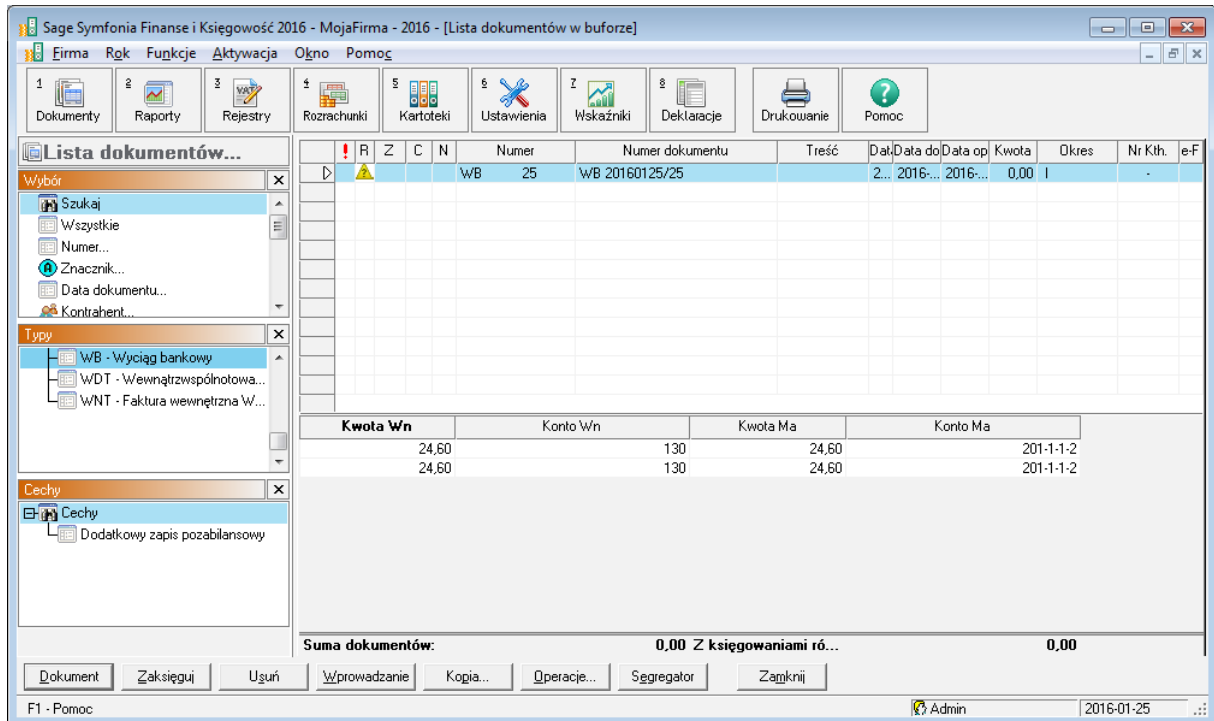 Sage Symfonia Finanse i Księgowość 2016 - MojaFirma - 2016 - [Lista dokumentów w buforze]
Firma Rok Funkcje Aktywacja Okno Pomoc
1 2 3 4 5 6 7 8
Dokumenty Raporty Rejestry Rozrachunki Kartoteki Ustawienia Wskaźniki Deklaracje Drukowanie Pomoc
Lista dokumentów...
Wybór
Szukaj
Wszystkie
Numer...
Znacznik...
Data dokumentu...
Kontrahent...
Typy
WB - Wyciąg bankowy
WDT - Wewnątrzwspólnotowa...
WNT - Faktura wewnętrzna W...
Cechy
Cechy
Dodatkowy zapis pozabilansowy
! R Z C N Numer Numer dokumentu Treść Dat Data do Data op Kwota Okres Nr Kth. e-F
WB 25 WB 20160125/25 2... 2016-... 2016-... 0,00 I -
Kwota Wn Konto Wn Kwota Ma Konto Ma
24,60 130 24,60 201-1-1-2
24,60 130 24,60 201-1-1-2
Suma dokumentów: 0,00 Z księgowaniami ró... 0,00
Dokument Zaksięguj Usuń Wprowadzanie Kopia... Operacje... Segregator Zamknij
F1 - Pomoc Admin 2016-01-25